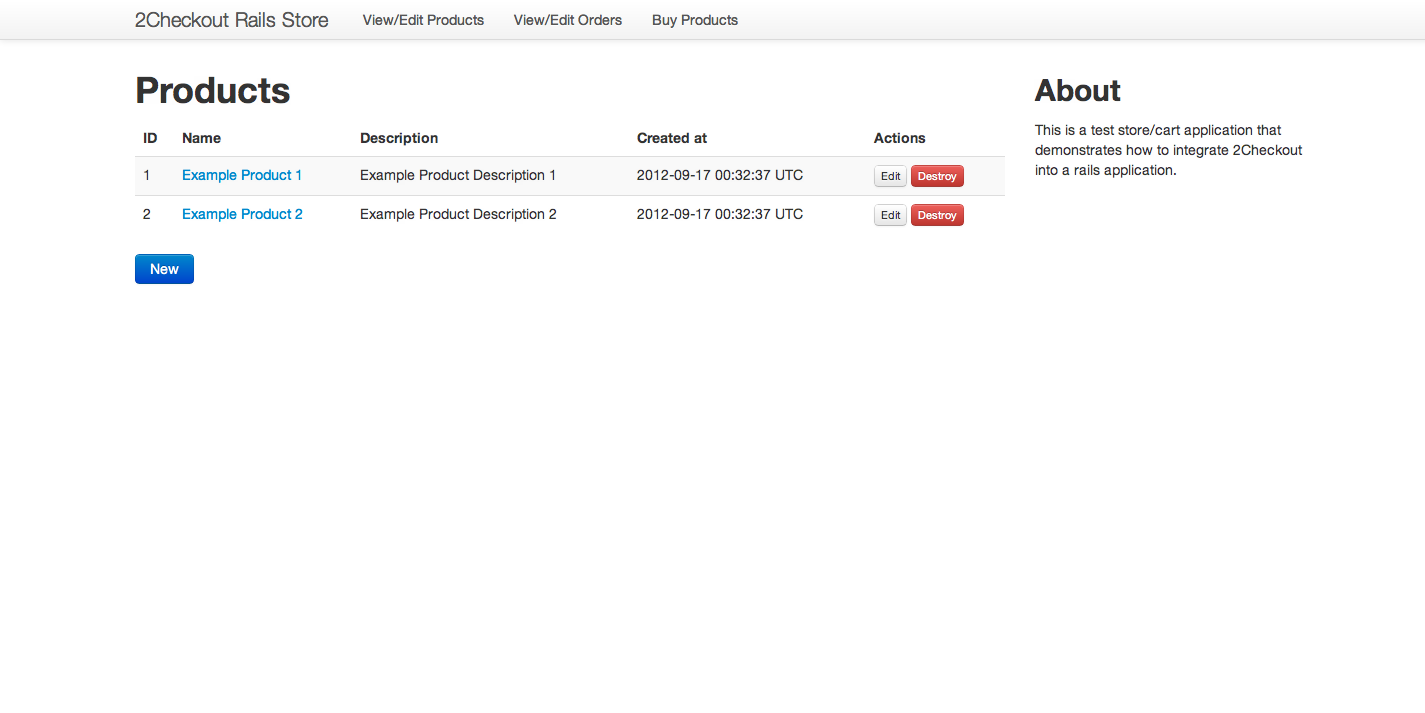 2Checkout Rails Store View/Edit Products View/Edit Orders Buy Products
Products
ID Name Description Created at Actions
1 Example Product 1 Example Product Description 1 2012-09-17 00:32:37 UTC Edit Destroy
2 Example Product 2 Example Product Description 2 2012-09-17 00:32:37 UTC Edit Destroy
New
About
This is a test store/cart application that
demonstrates how to integrate 2Checkout
into a rails application.